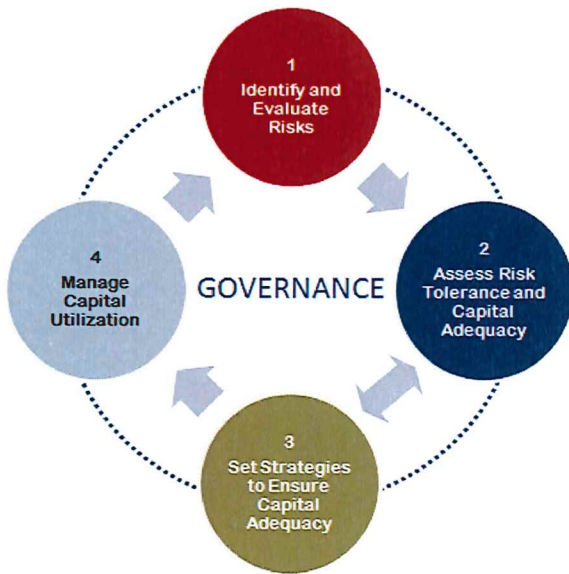 1
Identify and
Evaluate
Risks
2
Assess Risk
Tolerance and
Capital
Adequacy
GOVERNANCE
4
Manage
Capital
Utilization
3
Set Strategies
to Ensure
Capital
Adequacy